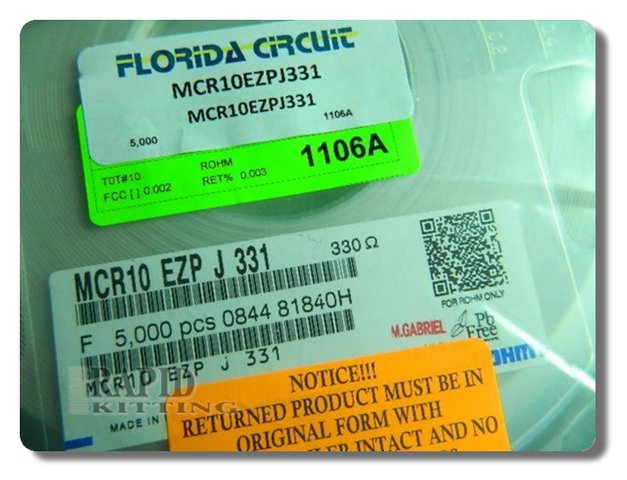 FLORIDA CIRCUIT
MCR10EZPJ331
MCR10EZPJ331
5,000 1106A
TOT#10 ROHM 1106A
FCC [ ] 0.002 RET% 0.003
MCR10 EZP J 331 330 Ω
FOR ROHM ONLY
F 5,000 pcs 0844 81840H
M.GABRIEL Pb
Free
MCR10 EZP J 331
RAPID
KITTING
MADE IN
NOTICE!!!
RETURNED PRODUCT MUST BE IN
ORIGINAL FORM WITH
INTACT AND NO